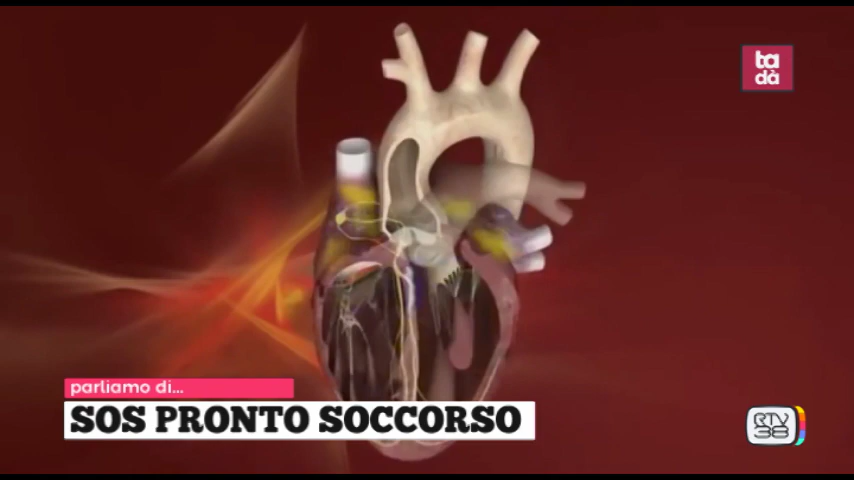 ta
dà
parliamo di...
SOS PRONTO SOCCORSO
RTV
38